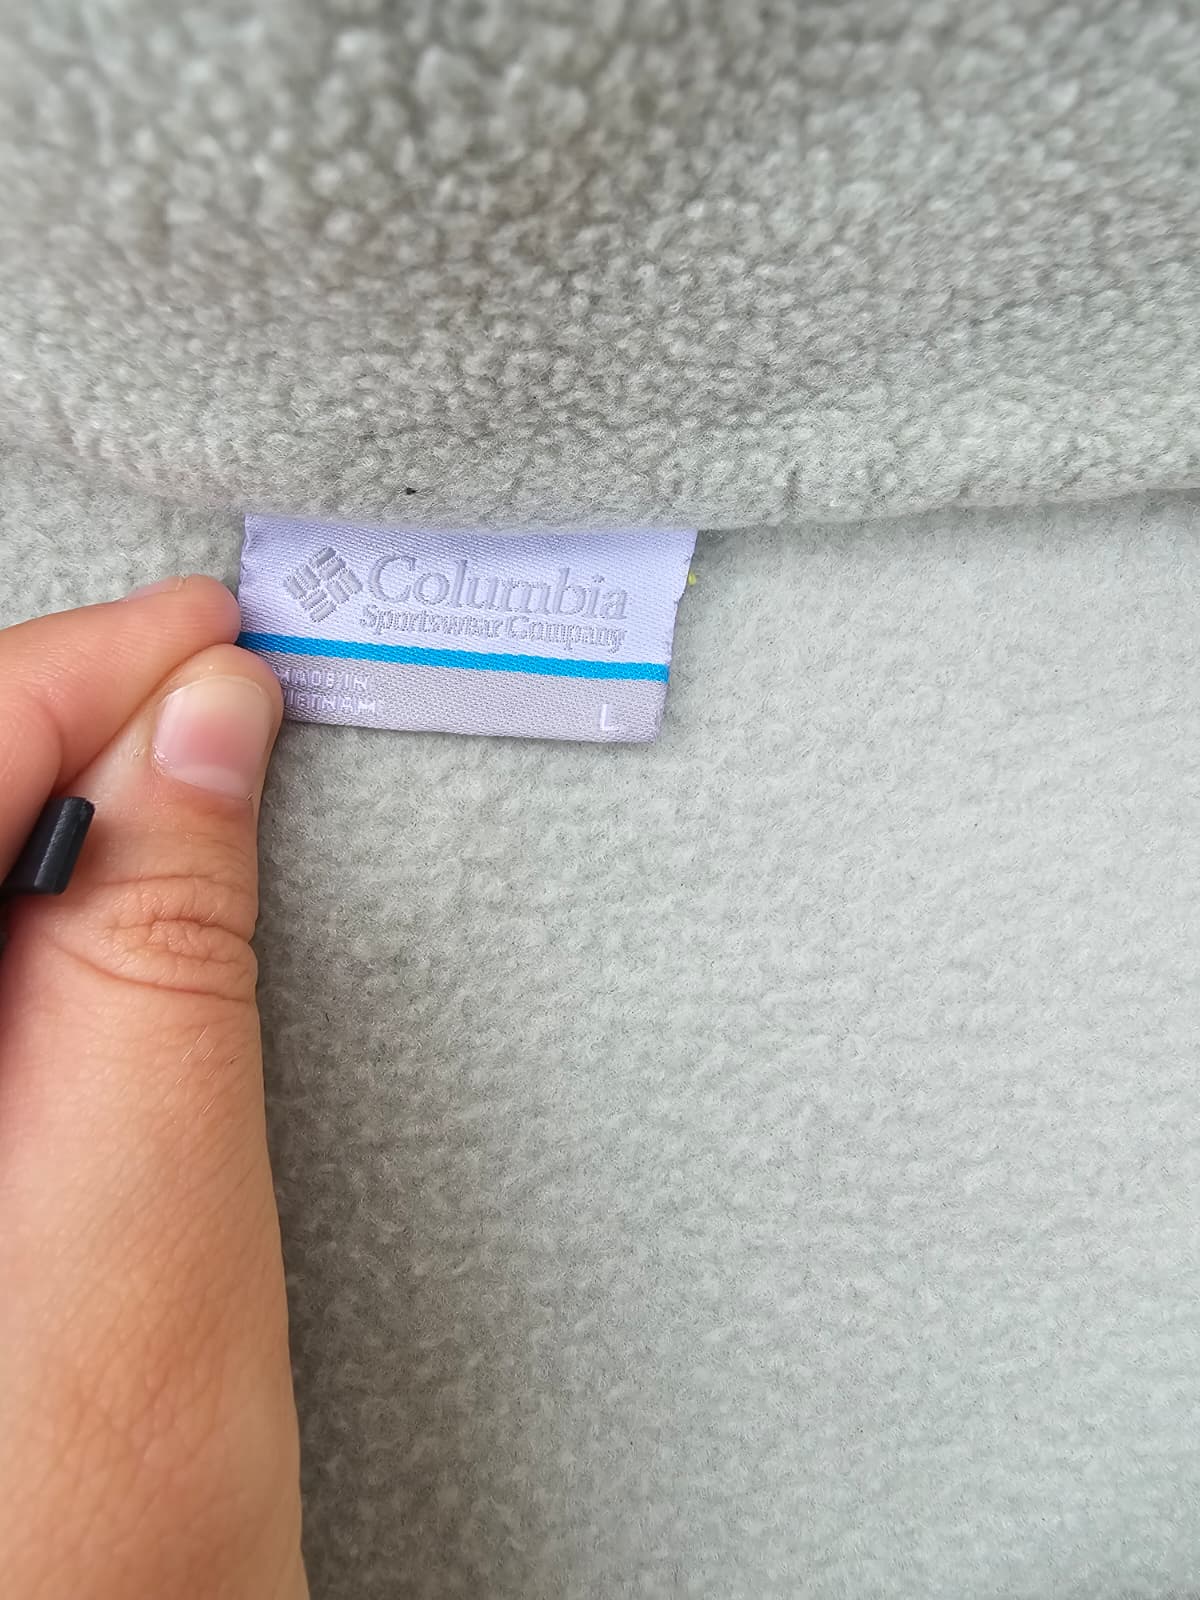 Columbia
Sportswear Company
MADE IN
VIETNAM
L